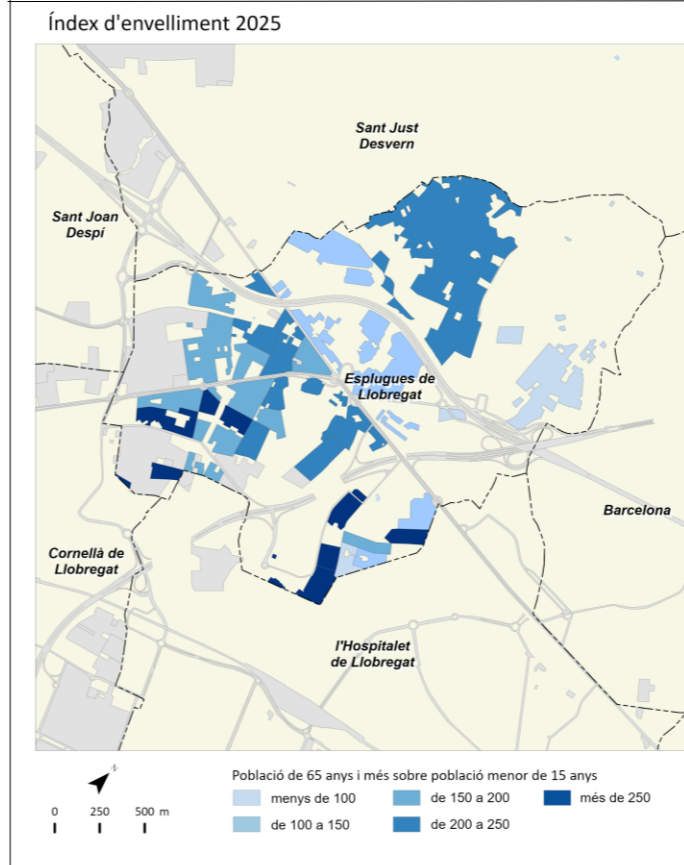 Índex d'envelliment 2025
Sant Just
Desvern
Sant Joan
Despí
Esplugues de
Llobregat
Barcelona
Cornellà de
Llobregat
l'Hospitalet
de Llobregat
N
0 250 500 m
Població de 65 anys i més sobre població menor de 15 anys
menys de 100
de 150 a 200
més de 250
de 100 a 150
de 200 a 250